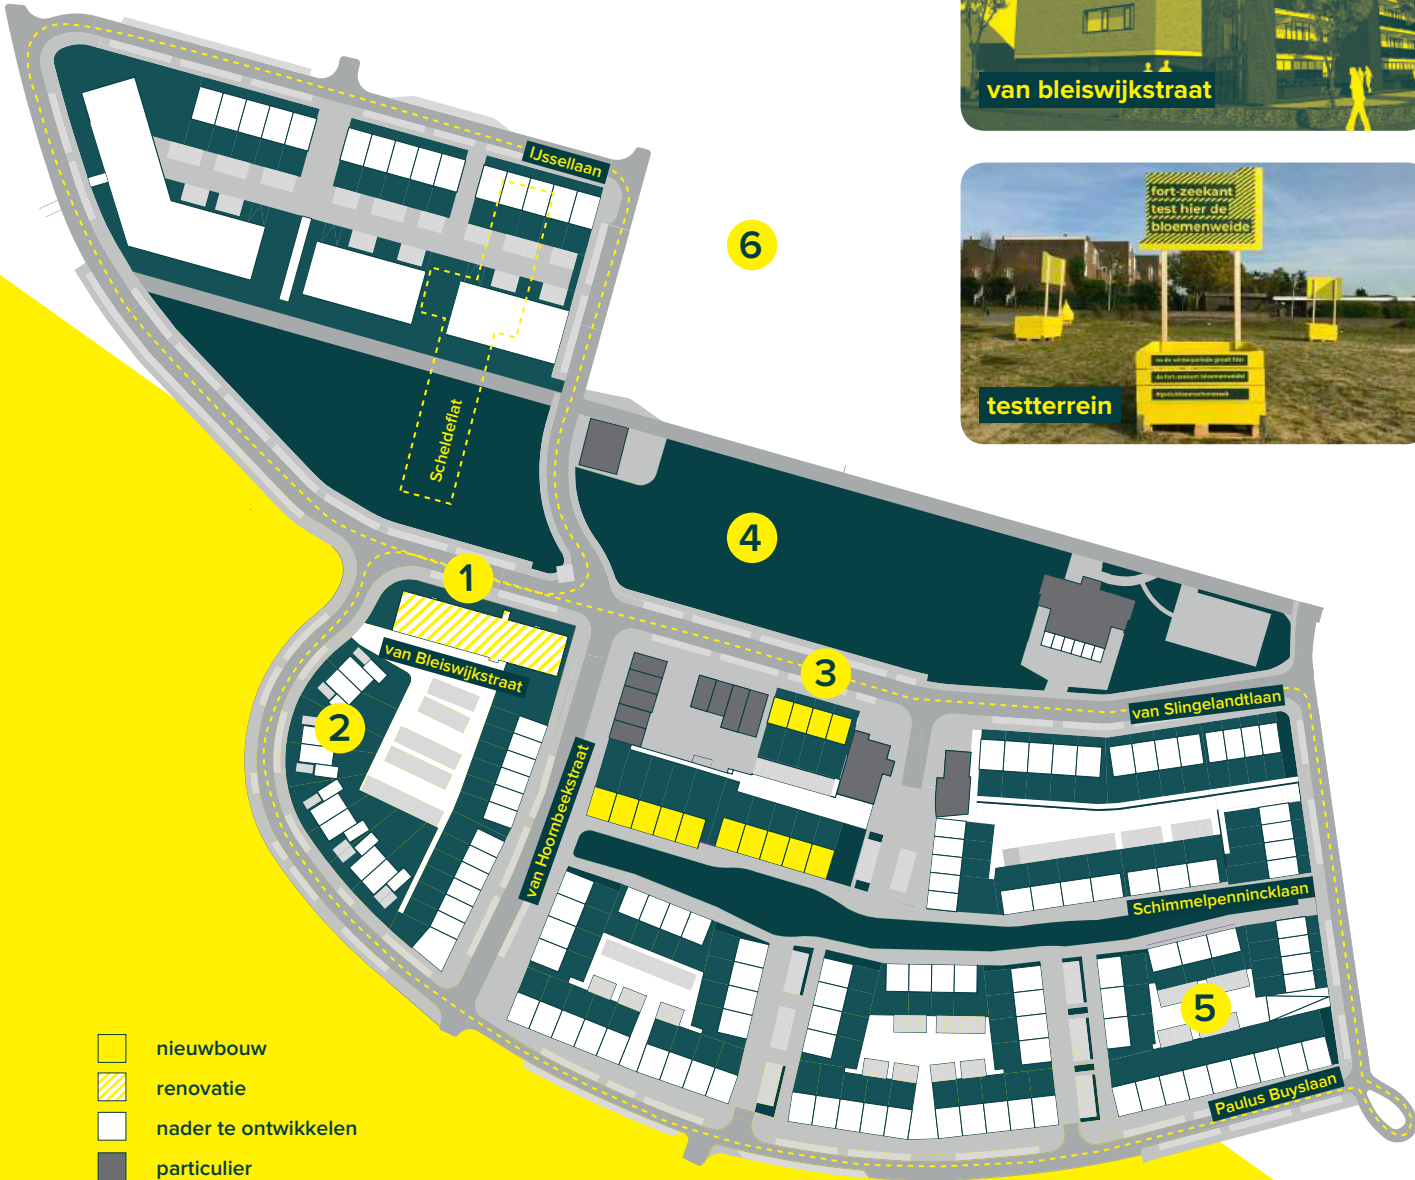 van bleiswijkstraat
fort-zeekant
test hier de
bloemenweide
testterrein
IJssellaan
6
Scheldeflat
4
1
van Bleiswijkstraat
3
2
van Slingelandtlaan
van Hoornbeekstraat
Schimmelpennincklaan
5
Paulus Buyslaan
nieuwbouw
renovatie
nader te ontwikkelen
particulier